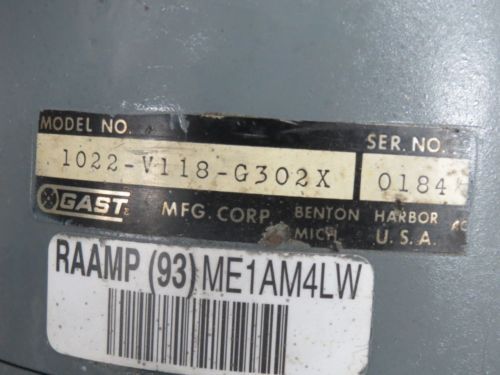 MODEL NO. SER. NO.
1022-V118-G302X 0184
GAST MFG. CORP BENTON HARBOR
MICH. U.S.A.
RAAMP (93) ME1AM4LW